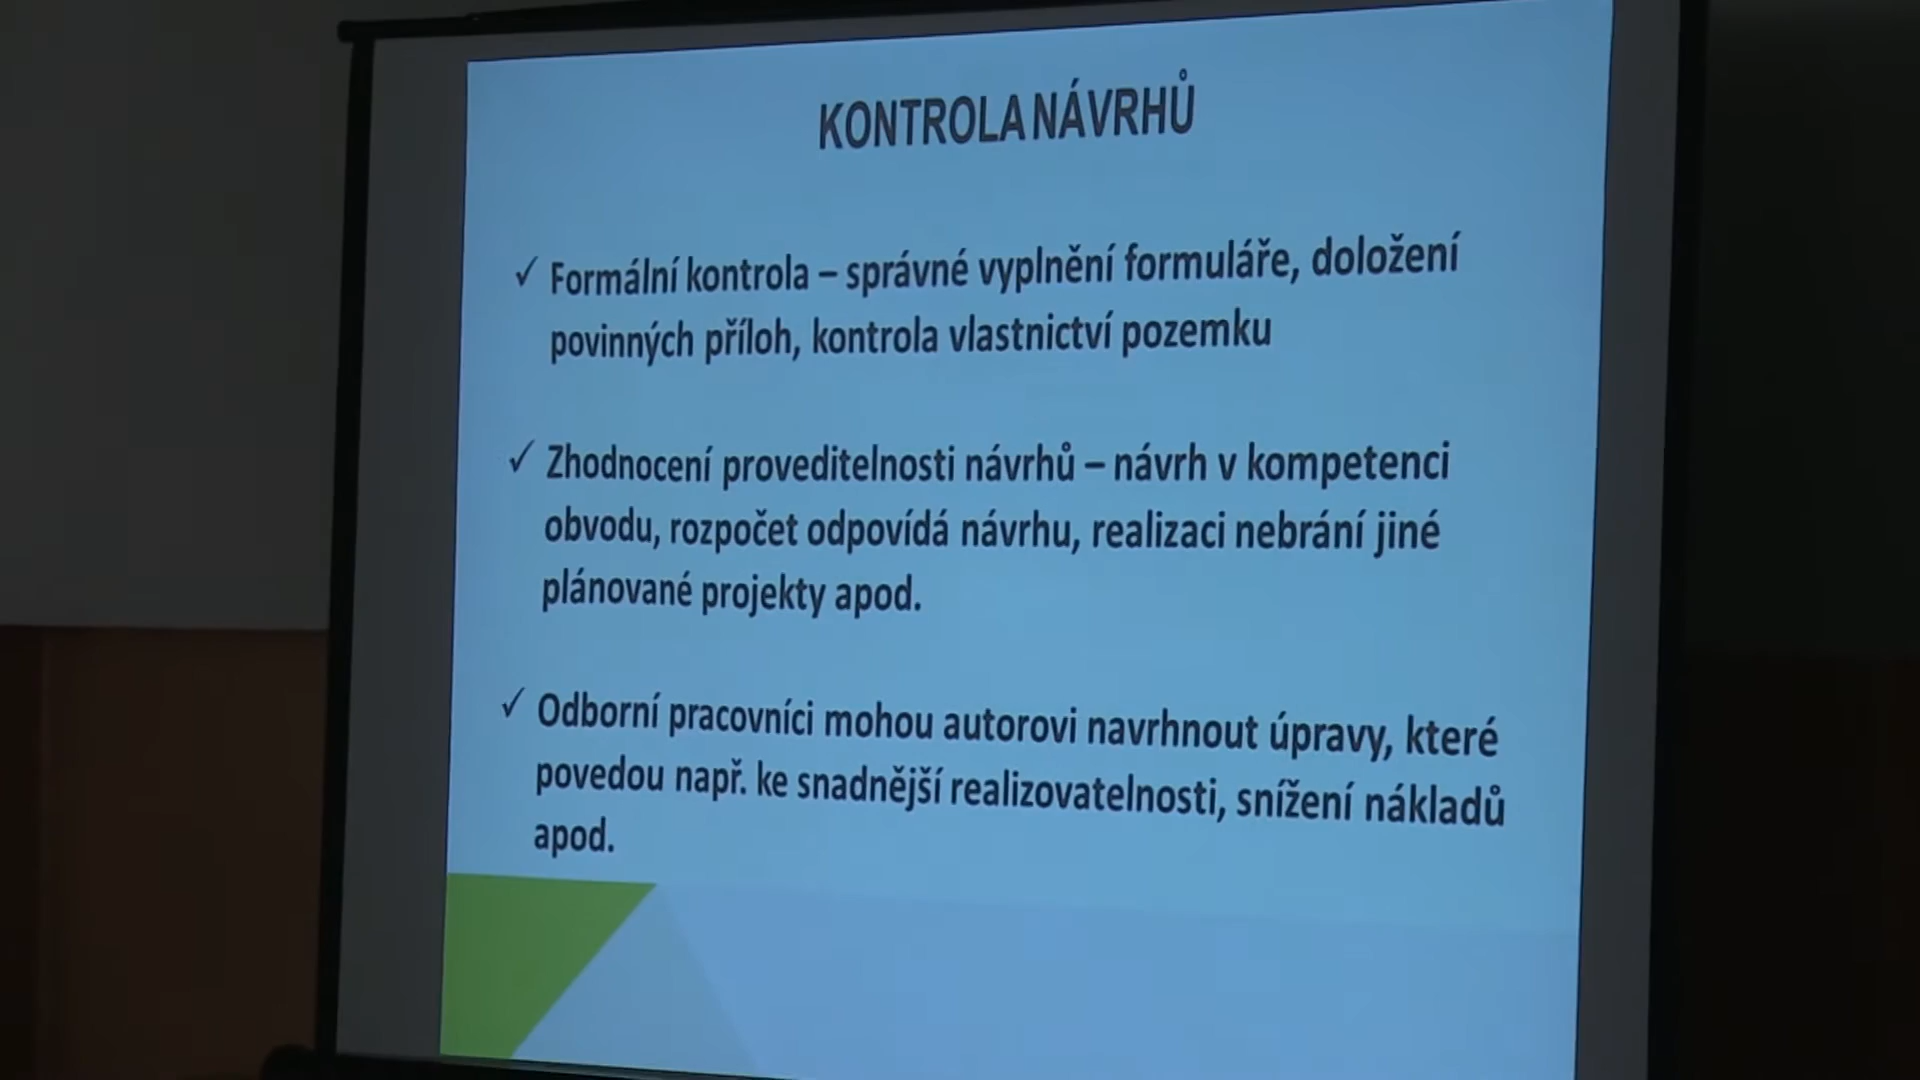 KONTROLA NÁVRHŮ
✓ Formální kontrola – správné vyplnění formuláře, doložení
povinných příloh, kontrola vlastnictví pozemku
✓ Zhodnocení proveditelnosti návrhů – návrh v kompetenci
obvodu, rozpočet odpovídá návrhu, realizaci nebrání jiné
plánované projekty apod.
✓ Odborní pracovníci mohou autorovi navrhnout úpravy, které
povedou např. ke snadnější realizovatelnosti, snížení nákladů
apod.